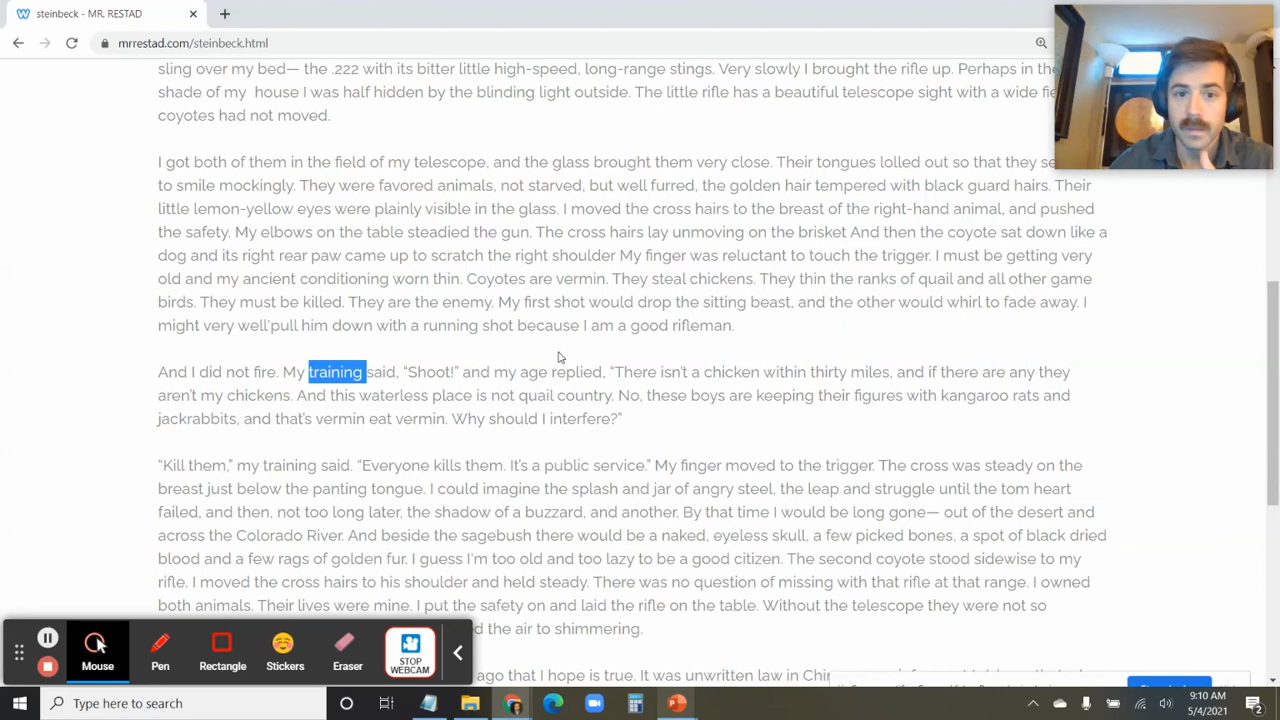 steinbeck - MR. RESTAD
mrrestad.com/steinbeck.html
sling over my bed— the .222 with its bitter little high-speed, long-range stings. Very slowly I brought the rifle up. Perhaps in the
shade of my house I was half hidden by the blinding light outside. The little rifle has a beautiful telescope sight with a wide
coyotes had not moved.
I got both of them in the field of my telescope, and the glass brought them very close. Their tongues lolled out so that they
to smile mockingly. They were favored animals, not starved, but well furred, the golden hair tempered with black guard hairs. Their
little lemon-yellow eyes were plainly visible in the glass. I moved the cross hairs to the breast of the right-hand animal, and pushed
the safety. My elbows on the table steadied the gun. The cross hairs lay unmoving on the brisket And then the coyote sat down like a
dog and its right rear paw came up to scratch the right shoulder My finger was reluctant to touch the trigger. I must be getting very
old and my ancient conditioning worn thin. Coyotes are vermin. They steal chickens. They thin the ranks of quail and all other game
birds. They must be killed. They are the enemy. My first shot would drop the sitting beast, and the other would whirl to fade away. I
might very well'pull him down with a running shot because I am a good rifleman.
And I did not fire. My training said, “Shoot!” and my age replied, “There isn’t a chicken within thirty miles, and if there are any they
aren’t my chickens. And this waterless place is not quail country. No, these boys are keeping their figures with kangaroo rats and
jackrabbits, and that’s vermin eat vermin. Why should I interfere?”
“Kill them,” my training said. “Everyone kills them. It’s a public service.” My finger moved to the trigger. The cross was steady on the
breast just below the panting tongue. I could imagine the splash and jar of angry steel, the leap and struggle until the torn heart
failed, and then, not too long later, the shadow of a buzzard, and another. By that time I would be long gone— out of the desert and
across the Colorado River. And beside the sagebush there would be a naked, eyeless skull, a few picked bones, a spot of black dried
blood and a few rags of golden fur. I guess I'm too old and too lazy to be a good citizen. The second coyote stood sidewise to my
rifle. I moved the cross hairs to his shoulder and held steady. There was no question of missing with that rifle at that range. I owned
both animals. Their lives were mine. I put the safety on and laid the rifle on the table. Without the telescope they were not so
the air to shimmering.
ago that I hope is true. It was unwritten law in
Mouse
Pen
Rectangle
Stickers
Eraser
STOP
WEBCAM
Type here to search
9:10 AM
5/4/2021
2